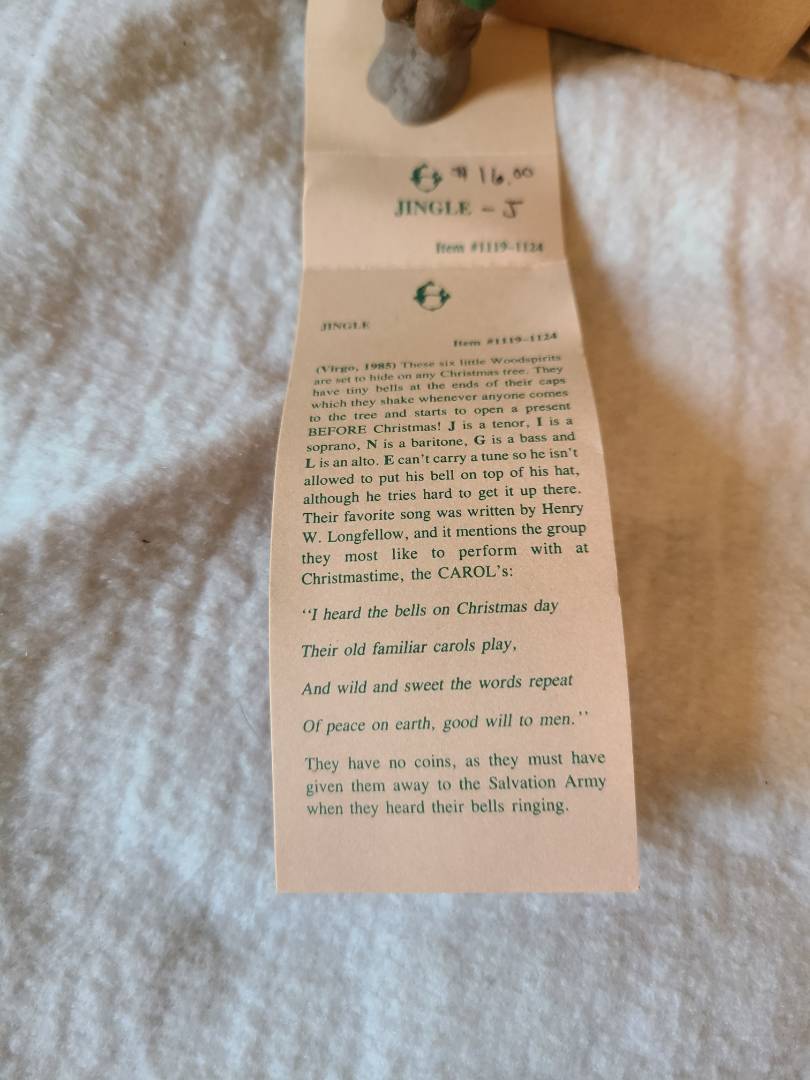 $16.00
JINGLE - J
Item #1119-1124
JINGLE
Item #1119-1124
(Virgo, 1985) These six little Woodspirits
are set to hide on any Christmas tree. They
have tiny bells at the ends of their caps
which they shake whenever anyone comes
to the tree and starts to open a present
BEFORE Christmas! J is a tenor, I is a
soprano, N is a baritone, G is a bass and
L is an alto. E can't carry a tune so he isn't
allowed to put his bell on top of his hat,
although he tries hard to get it up there.
Their favorite song was written by Henry
W. Longfellow, and it mentions the group
they most like to perform with at
Christmastime, the CAROL's:
“I heard the bells on Christmas day
Their old familiar carols play,
And wild and sweet the words repeat
Of peace on earth, good will to men.”
They have no coins, as they must have
given them away to the Salvation Army
when they heard their bells ringing.